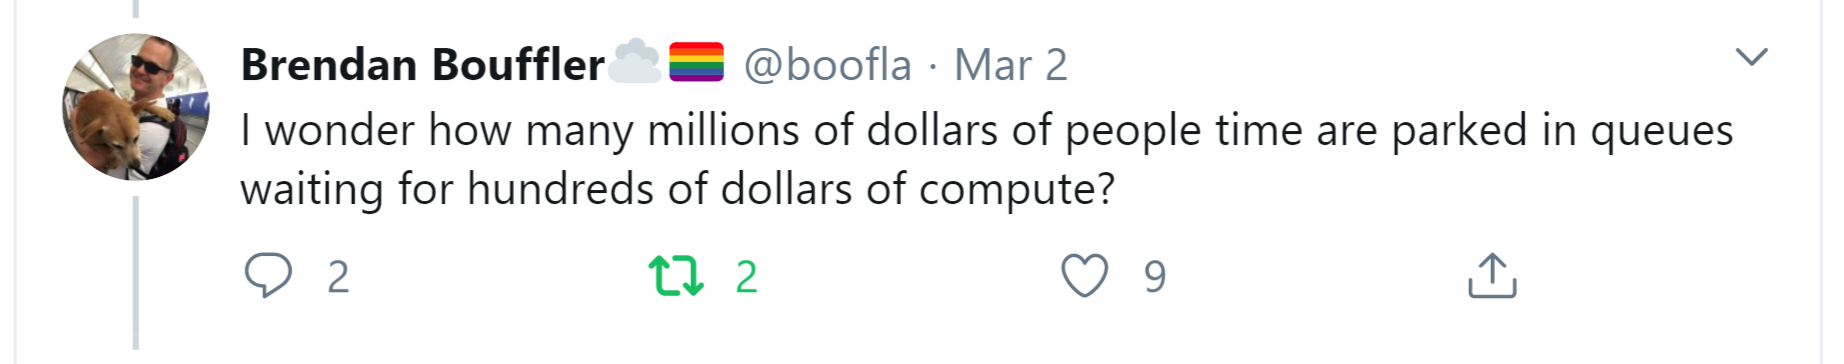 Brendan Bouffler☁️🏳️‍🌈 @boofla · Mar 2
I wonder how many millions of dollars of people time are parked in queues
waiting for hundreds of dollars of compute?
2 2 9